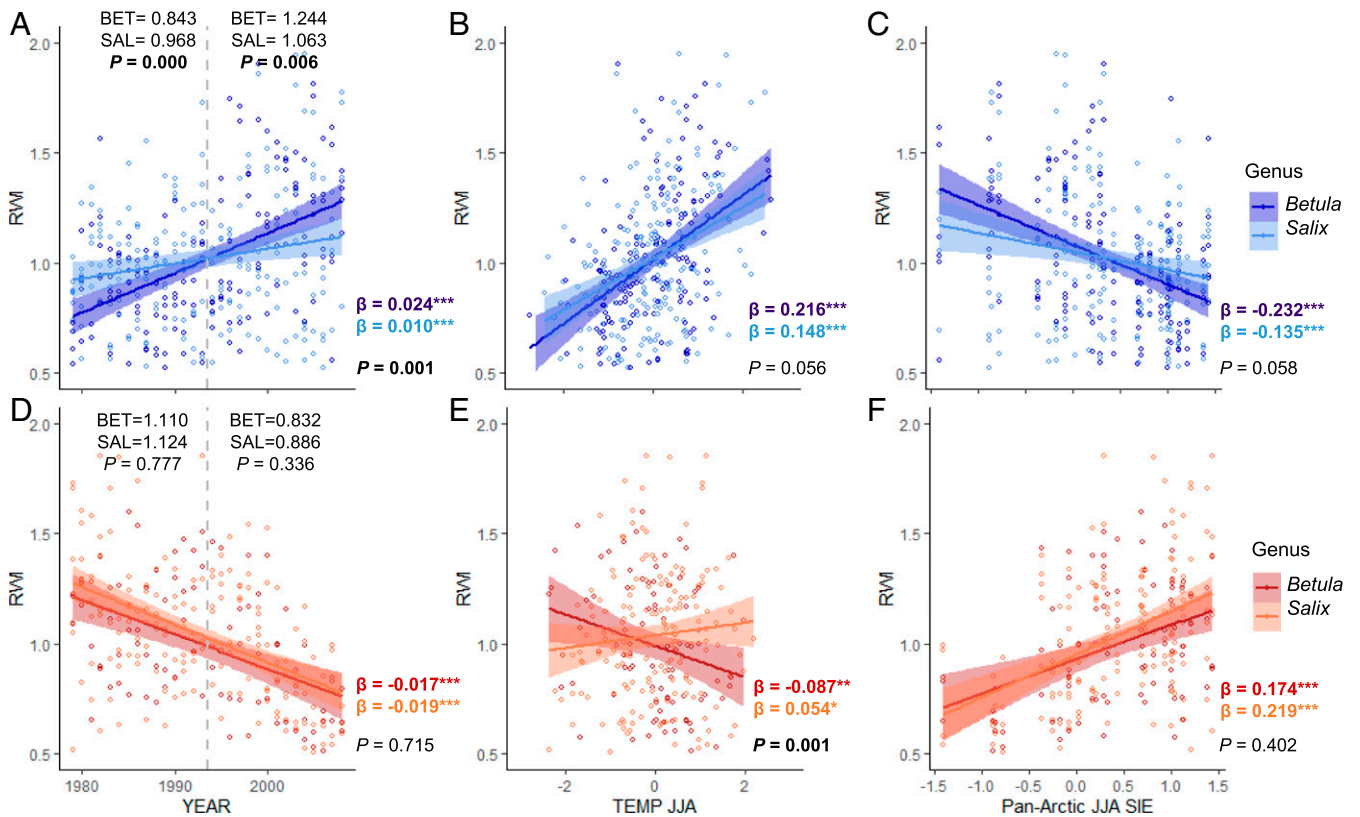 A
BET= 0.843
SAL= 0.968
P = 0.000
BET= 1.244
SAL= 1.063
P = 0.006
2.0
1.5
1.0
0.5
RWI
β = 0.024***
β = 0.010***
P = 0.001
B
2.0
1.5
1.0
0.5
RWI
β = 0.216***
β = 0.148***
P = 0.056
C
2.0
1.5
1.0
0.5
RWI
β = -0.232***
β = -0.135***
P = 0.058
Genus
Betula
Salix
D
BET=1.110
SAL=1.124
P = 0.777
BET=0.832
SAL=0.886
P = 0.336
2.0
1.5
1.0
0.5
RWI
β = -0.017***
β = -0.019***
P = 0.715
1980 1990 2000
YEAR
E
2.0
1.5
1.0
0.5
RWI
β = -0.087**
β = 0.054*
P = 0.001
-2 0 2
TEMP JJA
F
2.0
1.5
1.0
0.5
RWI
β = 0.174***
β = 0.219***
P = 0.402
-1.5 -1.0 -0.5 0.0 0.5 1.0 1.5
Pan-Arctic JJA SIE
Genus
Betula
Salix